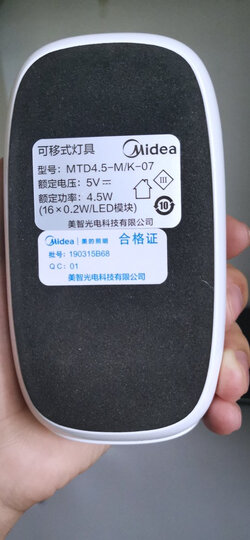 可移式灯具 Midea
型号：MTD4.5-M/K-07
额定电压：5V⎓
额定功率：4.5W
(16×0.2W/LED模块)
III
10
美智光电科技有限公司
Midea | 美的照明 合格证
批号：190315B68
QC：01
美智光电科技有限公司